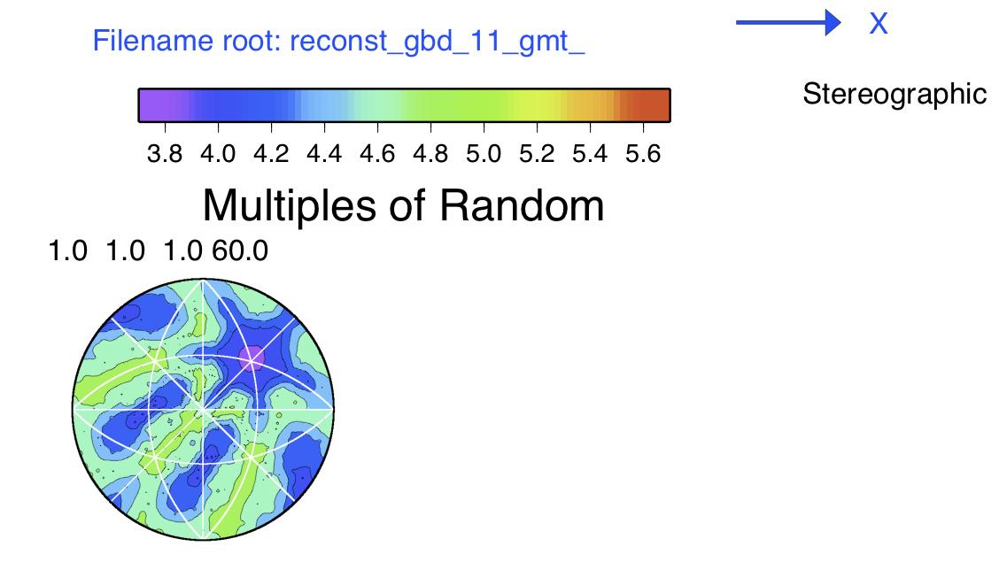 Filename root: reconst_gbd_11_gmt_
X
Stereographic
3.8 4.0 4.2 4.4 4.6 4.8 5.0 5.2 5.4 5.6
Multiples of Random
1.0 1.0 1.0 60.0